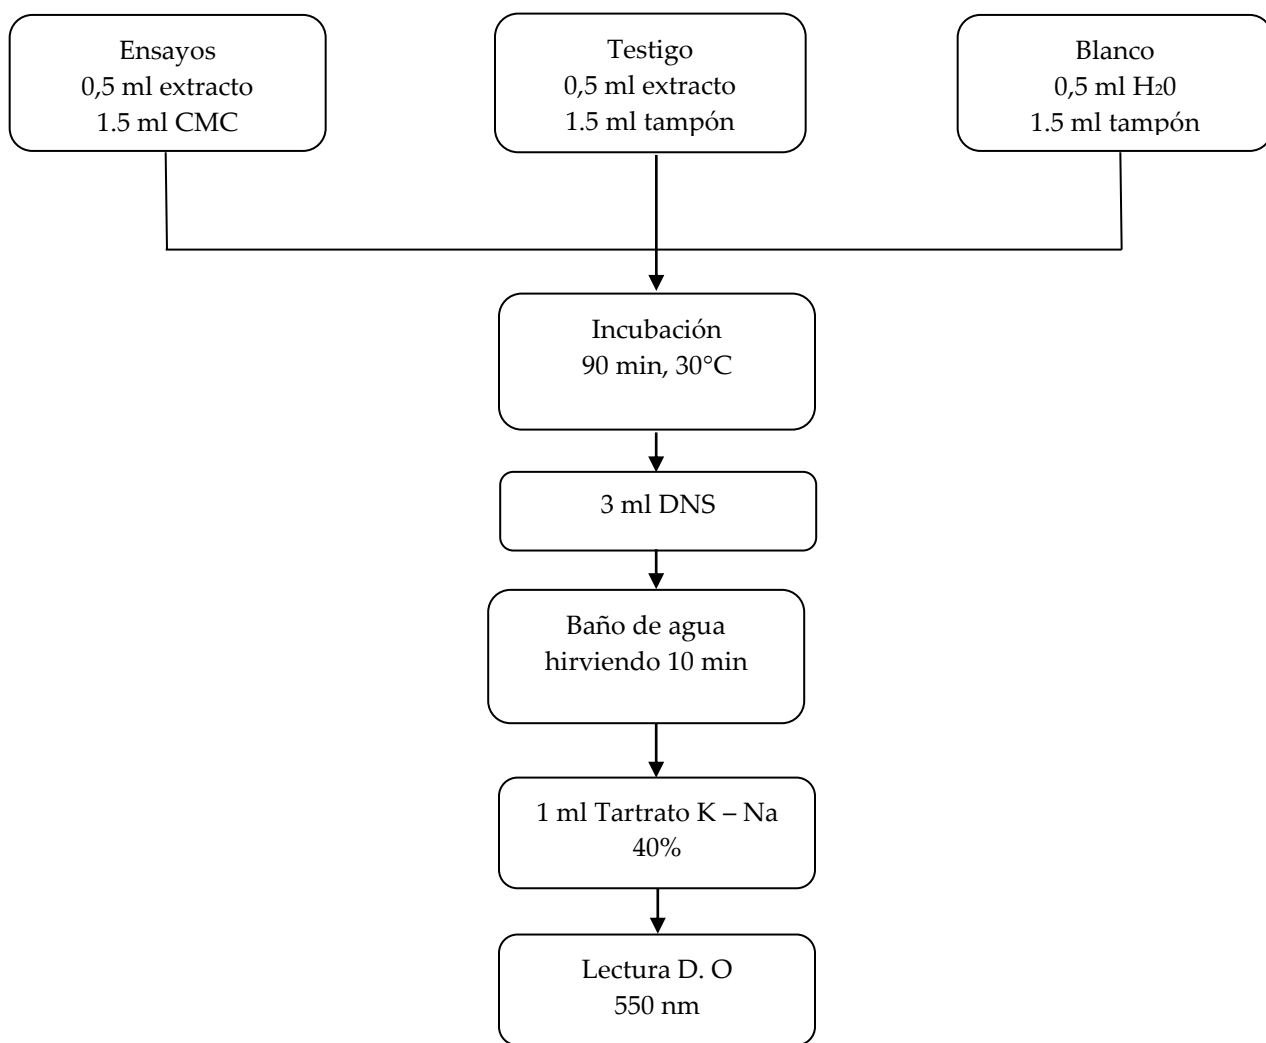 Ensayos
0,5 ml extracto
1.5 ml CMC
Testigo
0,5 ml extracto
1.5 ml tampón
Blanco
0,5 ml H₂0
1.5 ml tampón
Incubación
90 min, 30°C
3 ml DNS
Baño de agua
hirviendo 10 min
1 ml Tartrato K – Na
40%
Lectura D. O
550 nm